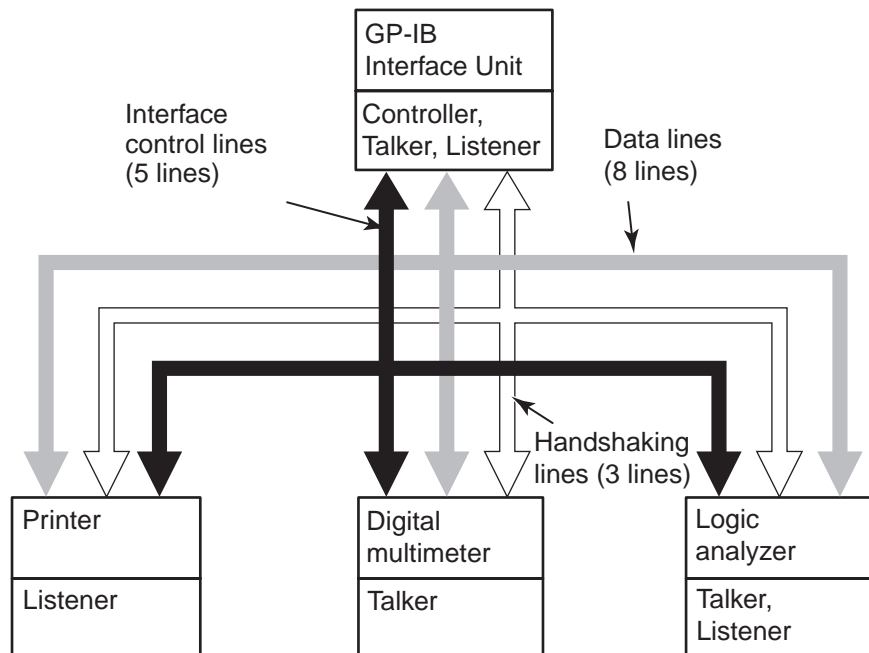 GP-IB
Interface Unit
Controller,
Talker, Listener
Interface
control lines
(5 lines)
Data lines
(8 lines)
Handshaking
lines (3 lines)
Printer
Listener
Digital
multimeter
Talker
Logic
analyzer
Talker,
Listener